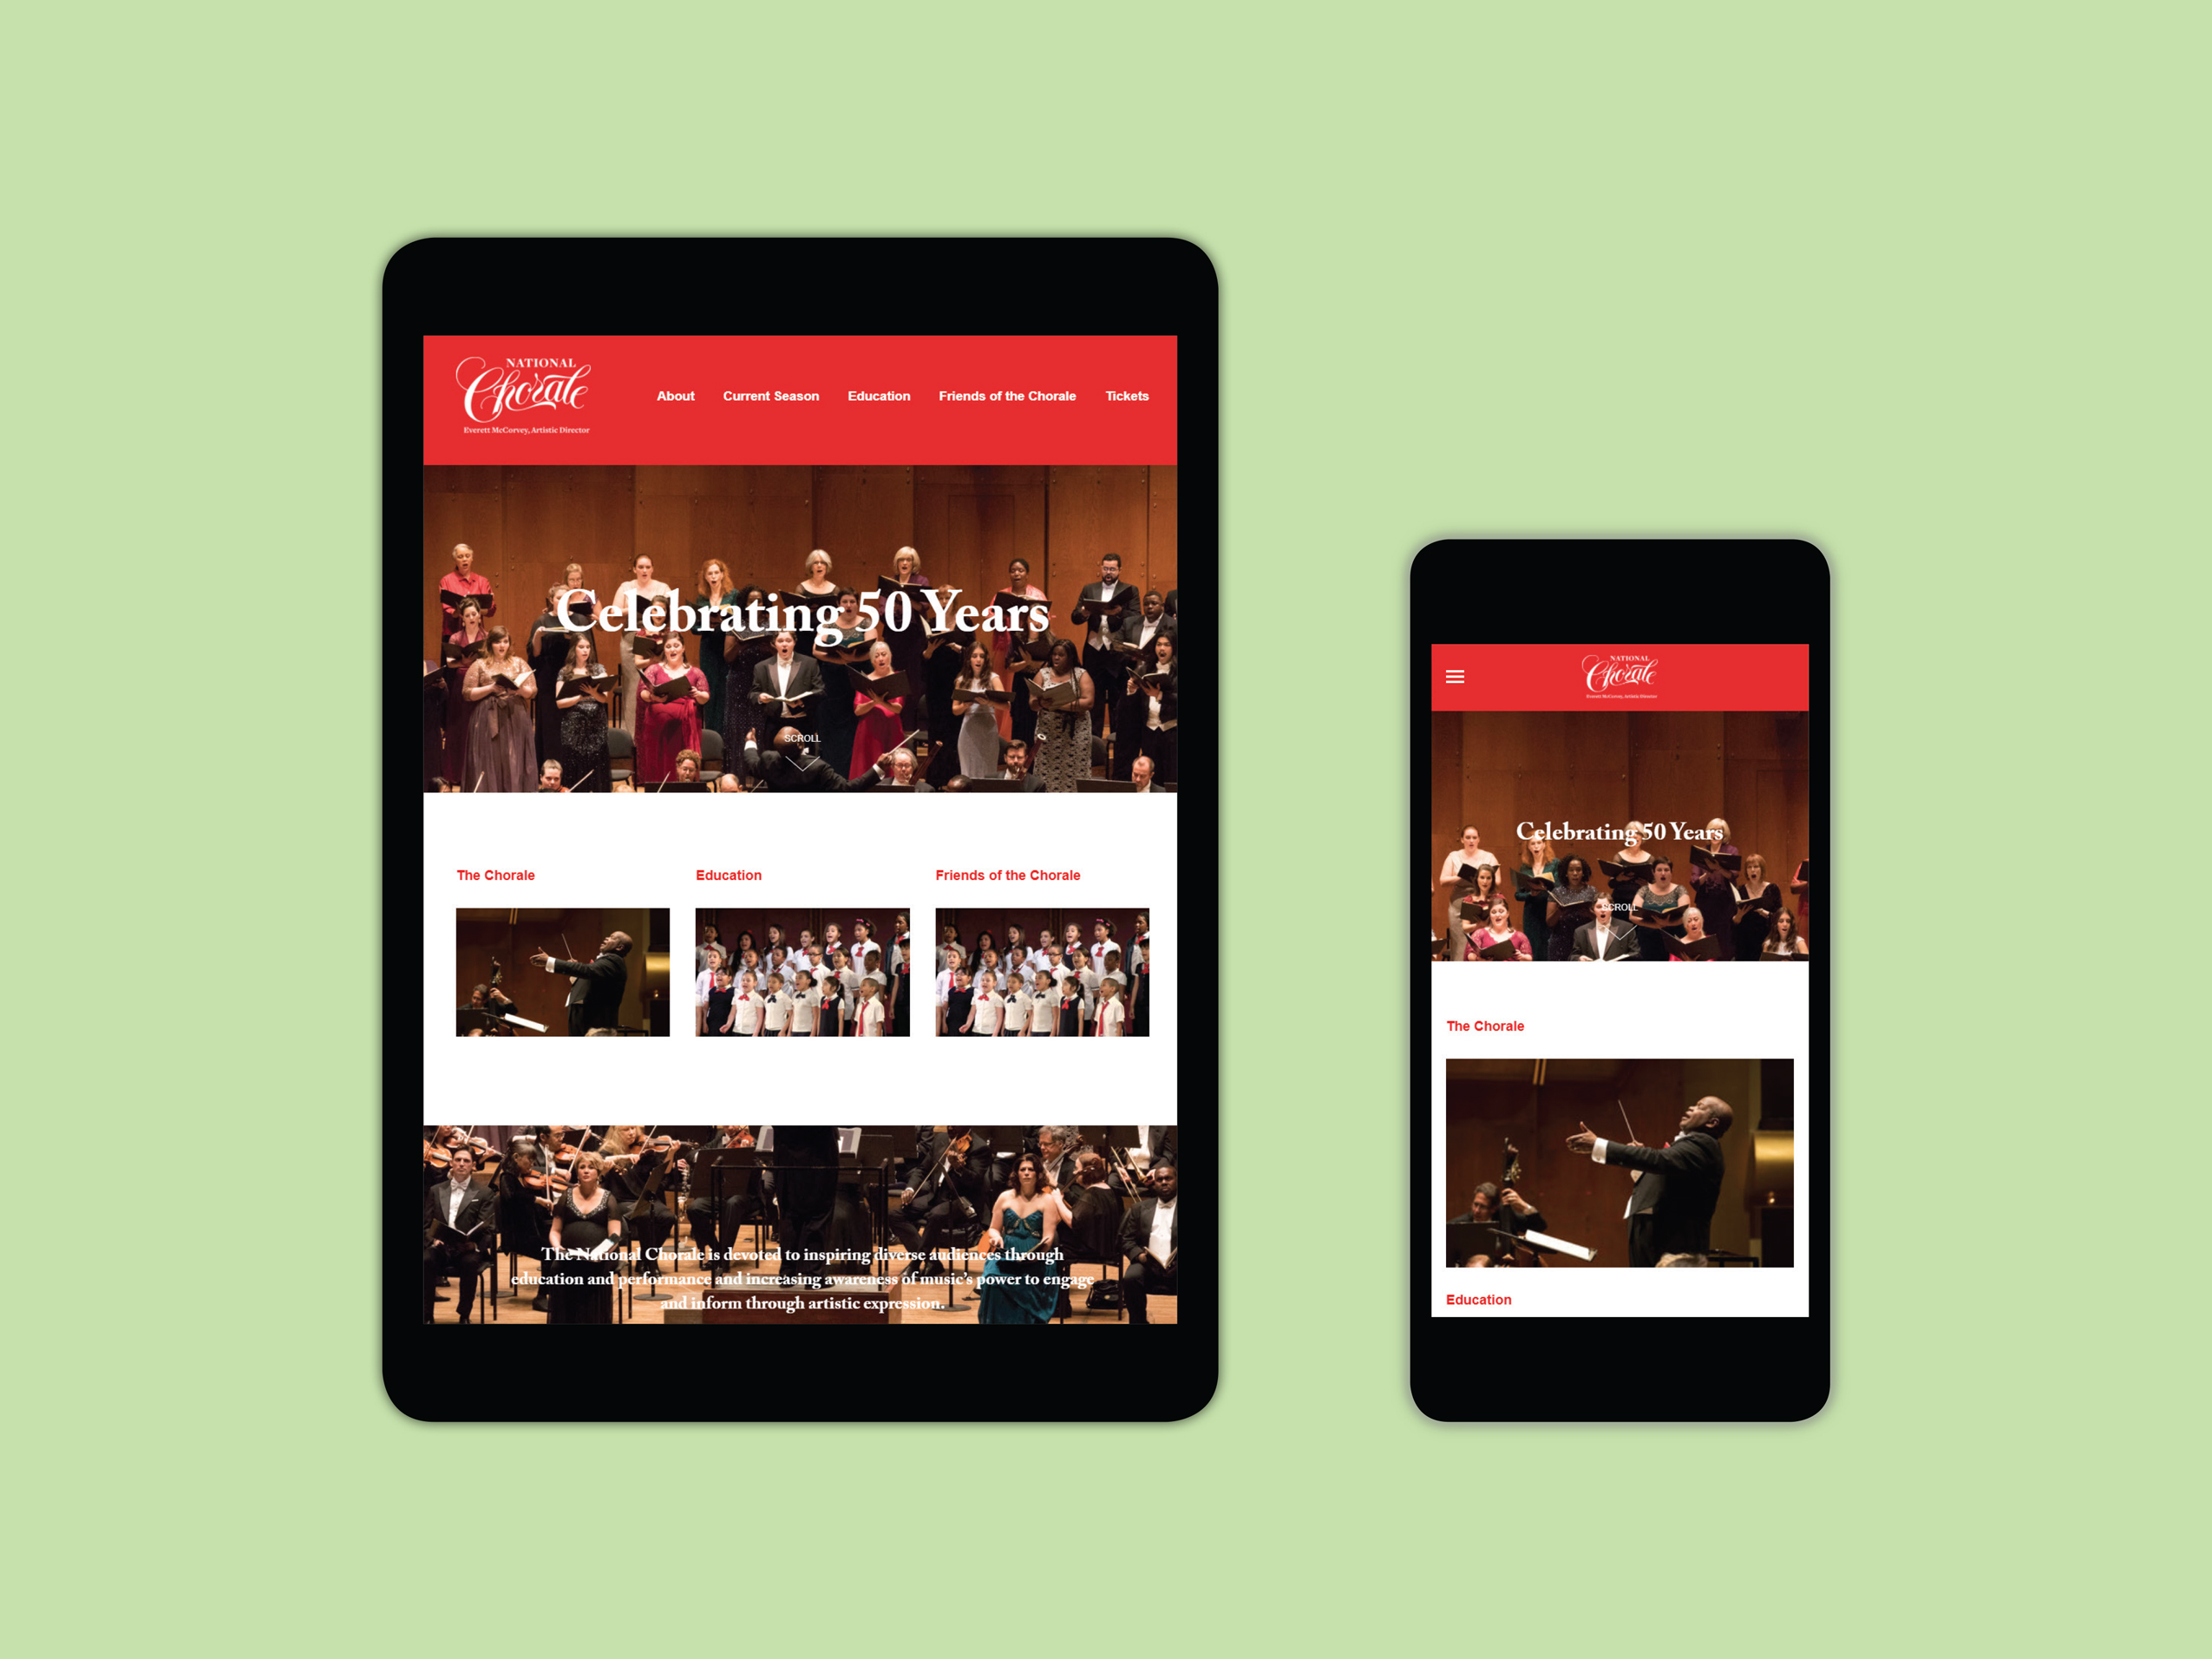 NATIONAL
Chorale
Everett McCorvey, Artistic Director
About Current Season Education Friends of the Chorale Tickets
Celebrating 50 Years
SCROLL
The Chorale Education Friends of the Chorale
The National Chorale is devoted to inspiring diverse audiences through
education and performance and increasing awareness of music’s power to engage
and inform through artistic expression.
NATIONAL
Chorale
Everett McCorvey, Artistic Director
Celebrating 50 Years
SCROLL
The Chorale
Education